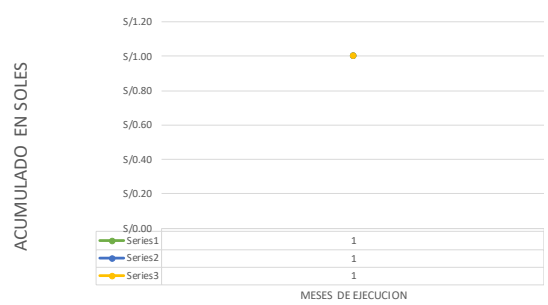 S/1.20
S/1.00
S/0.80
S/0.60
S/0.40
S/0.20
S/0.00
ACUMULADO EN SOLES
Series1 1
Series2 1
Series3 1
MESES DE EJECUCION